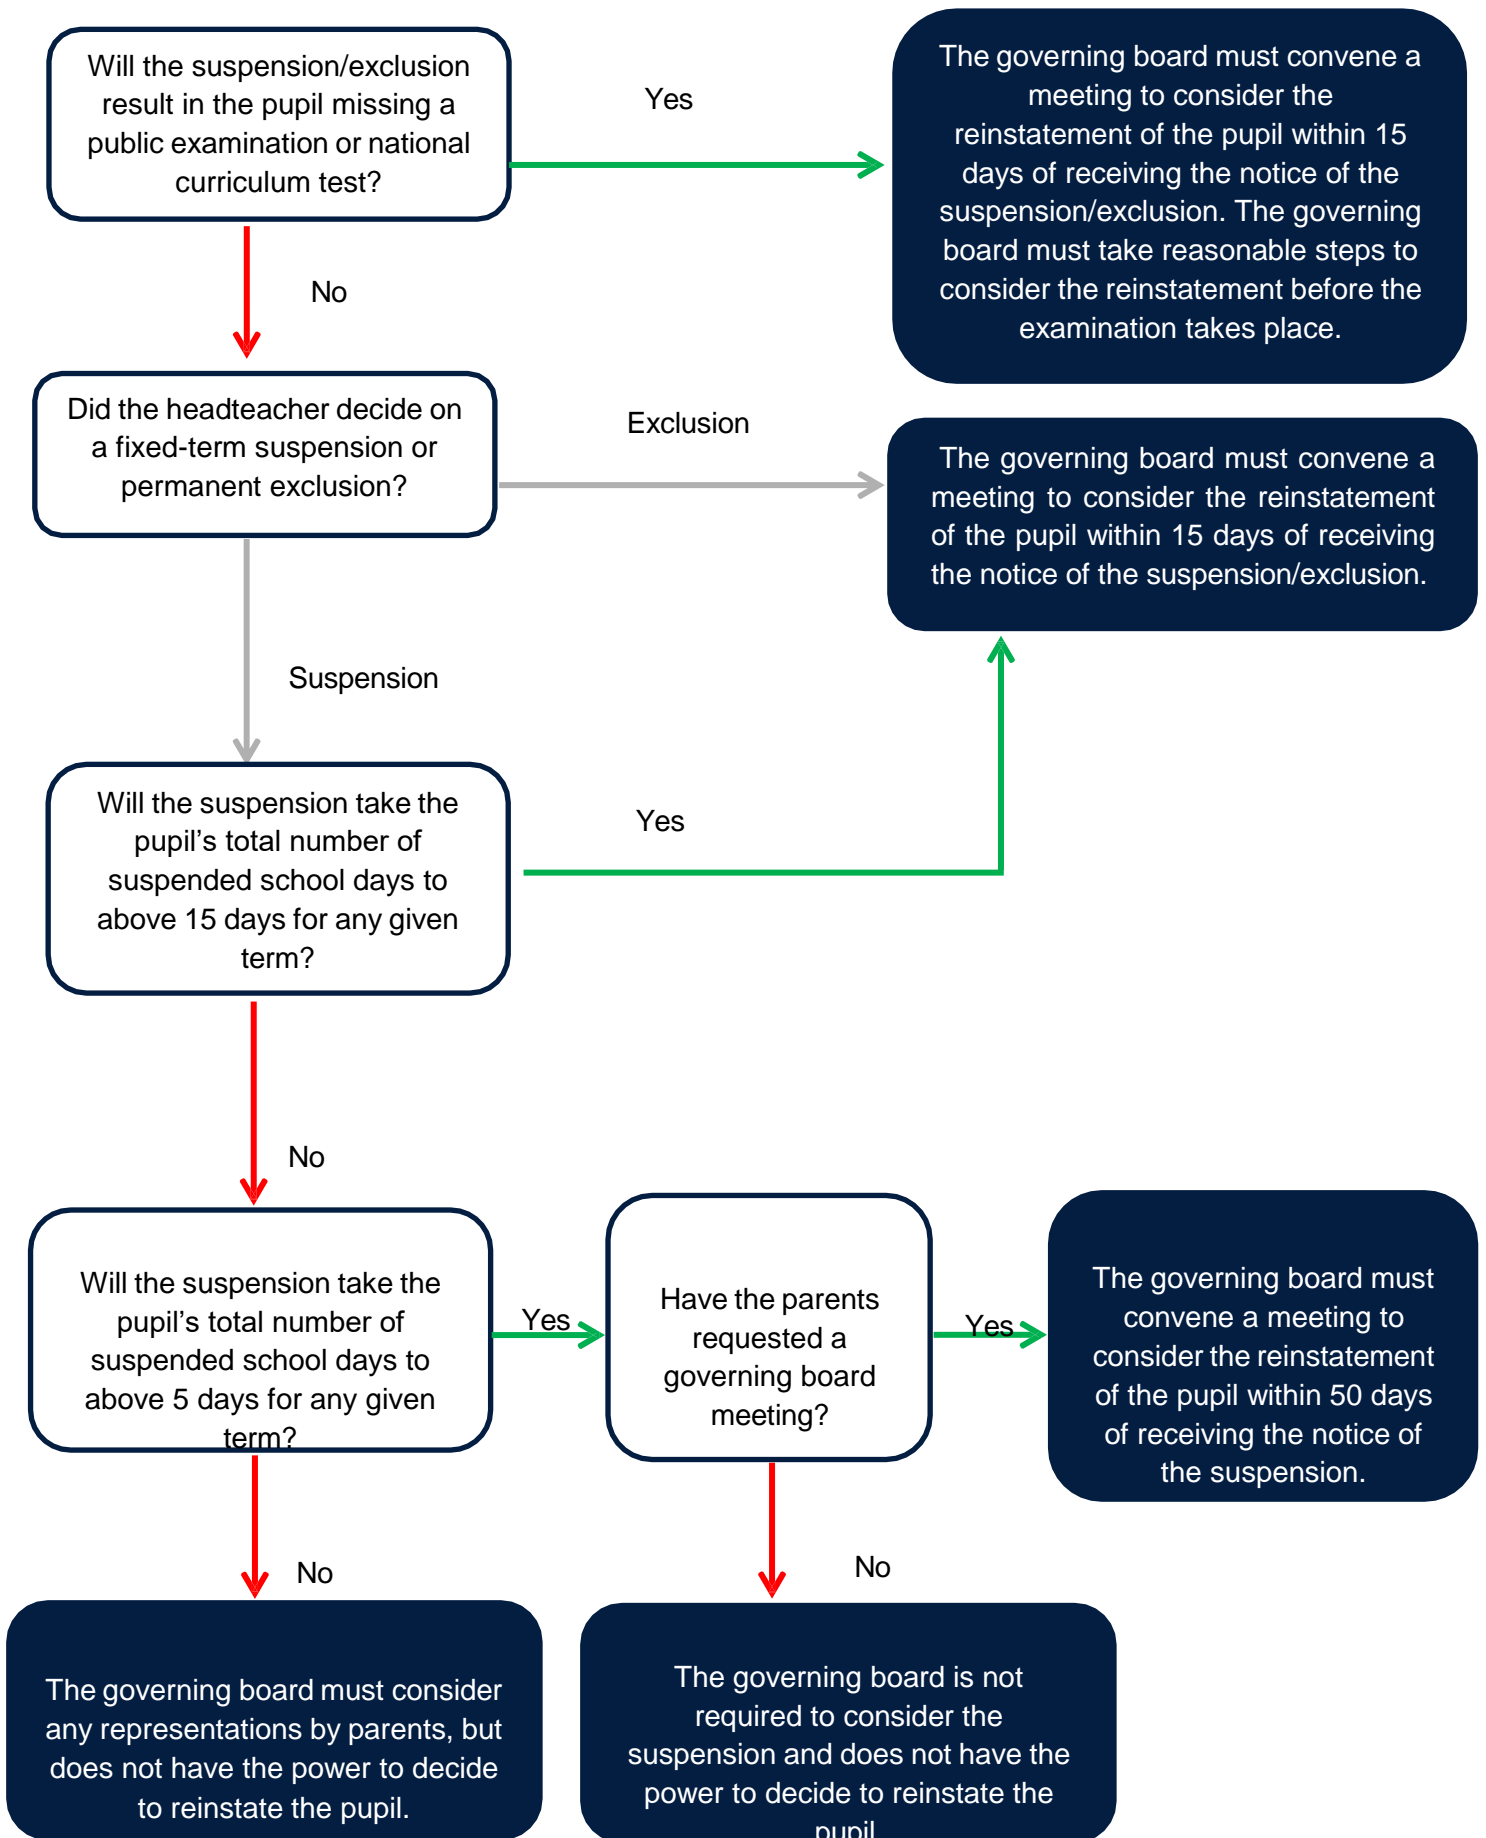 Will the suspension/exclusion
result in the pupil missing a
public examination or national
curriculum test?
Yes
The governing board must convene a
meeting to consider the
reinstatement of the pupil within 15
days of receiving the notice of the
suspension/exclusion. The governing
board must take reasonable steps to
consider the reinstatement before the
examination takes place.
No
Did the headteacher decide on
a fixed-term suspension or
permanent exclusion?
Exclusion
The governing board must convene a
meeting to consider the reinstatement
of the pupil within 15 days of receiving
the notice of the suspension/exclusion.
Suspension
Will the suspension take the
pupil’s total number of
suspended school days to
above 15 days for any given
term?
Yes
No
Will the suspension take the
pupil’s total number of
suspended school days to
above 5 days for any given
term?
Yes
Have the parents
requested a
governing board
meeting?
Yes
The governing board must
convene a meeting to
consider the reinstatement
of the pupil within 50 days
of receiving the notice of
the suspension.
No
No
The governing board must consider
any representations by parents, but
does not have the power to decide
to reinstate the pupil.
The governing board is not
required to consider the
suspension and does not have the
power to decide to reinstate the
pupil